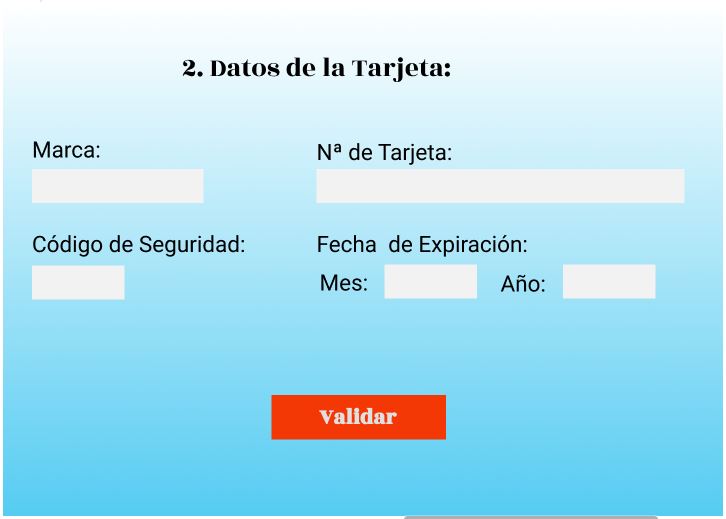 2. Datos de la Tarjeta:
Marca:
Nª de Tarjeta:
Código de Seguridad:
Fecha de Expiración:
Mes:
Año:
Validar